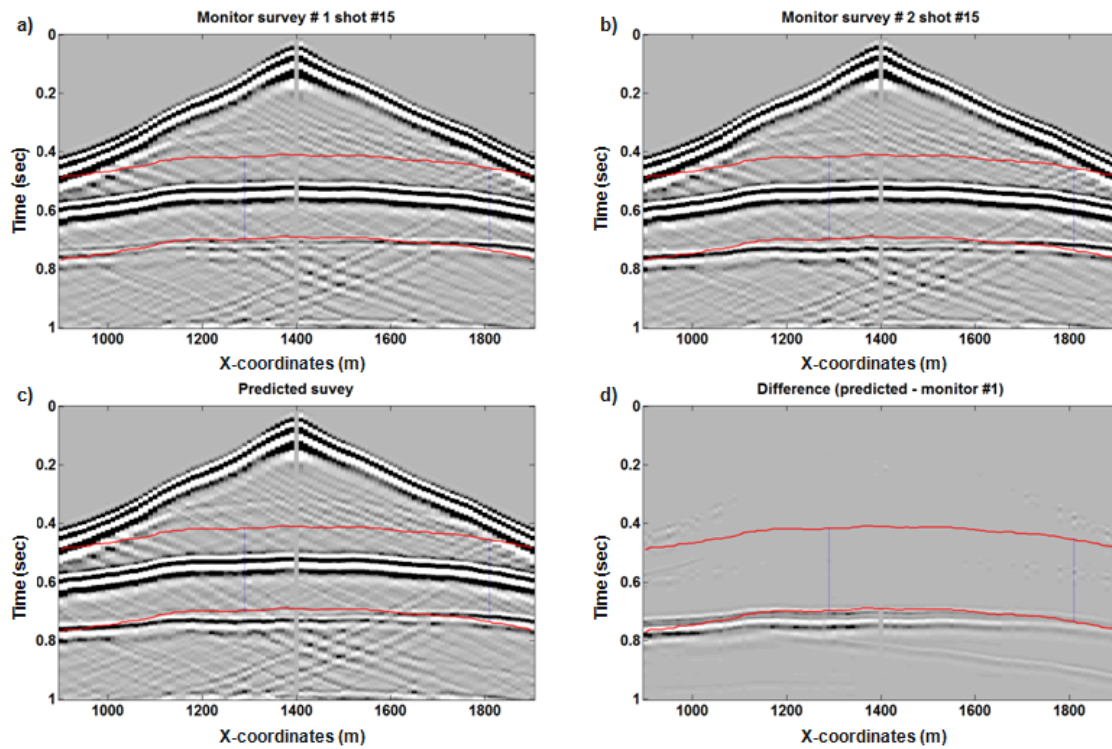 a)
Monitor survey # 1 shot #15
0
0.2
0.4
0.6
0.8
1
Time (sec)
1000 1200 1400 1600 1800
X-coordinates (m)
b)
Monitor survey # 2 shot #15
0
0.2
0.4
0.6
0.8
1
Time (sec)
1000 1200 1400 1600 1800
X-coordinates (m)
c)
Predicted suvey
0
0.2
0.4
0.6
0.8
1
Time (sec)
1000 1200 1400 1600 1800
X-coordinates (m)
d)
Difference (predicted - monitor #1)
0
0.2
0.4
0.6
0.8
1
Time (sec)
1000 1200 1400 1600 1800
X-coordinates (m)